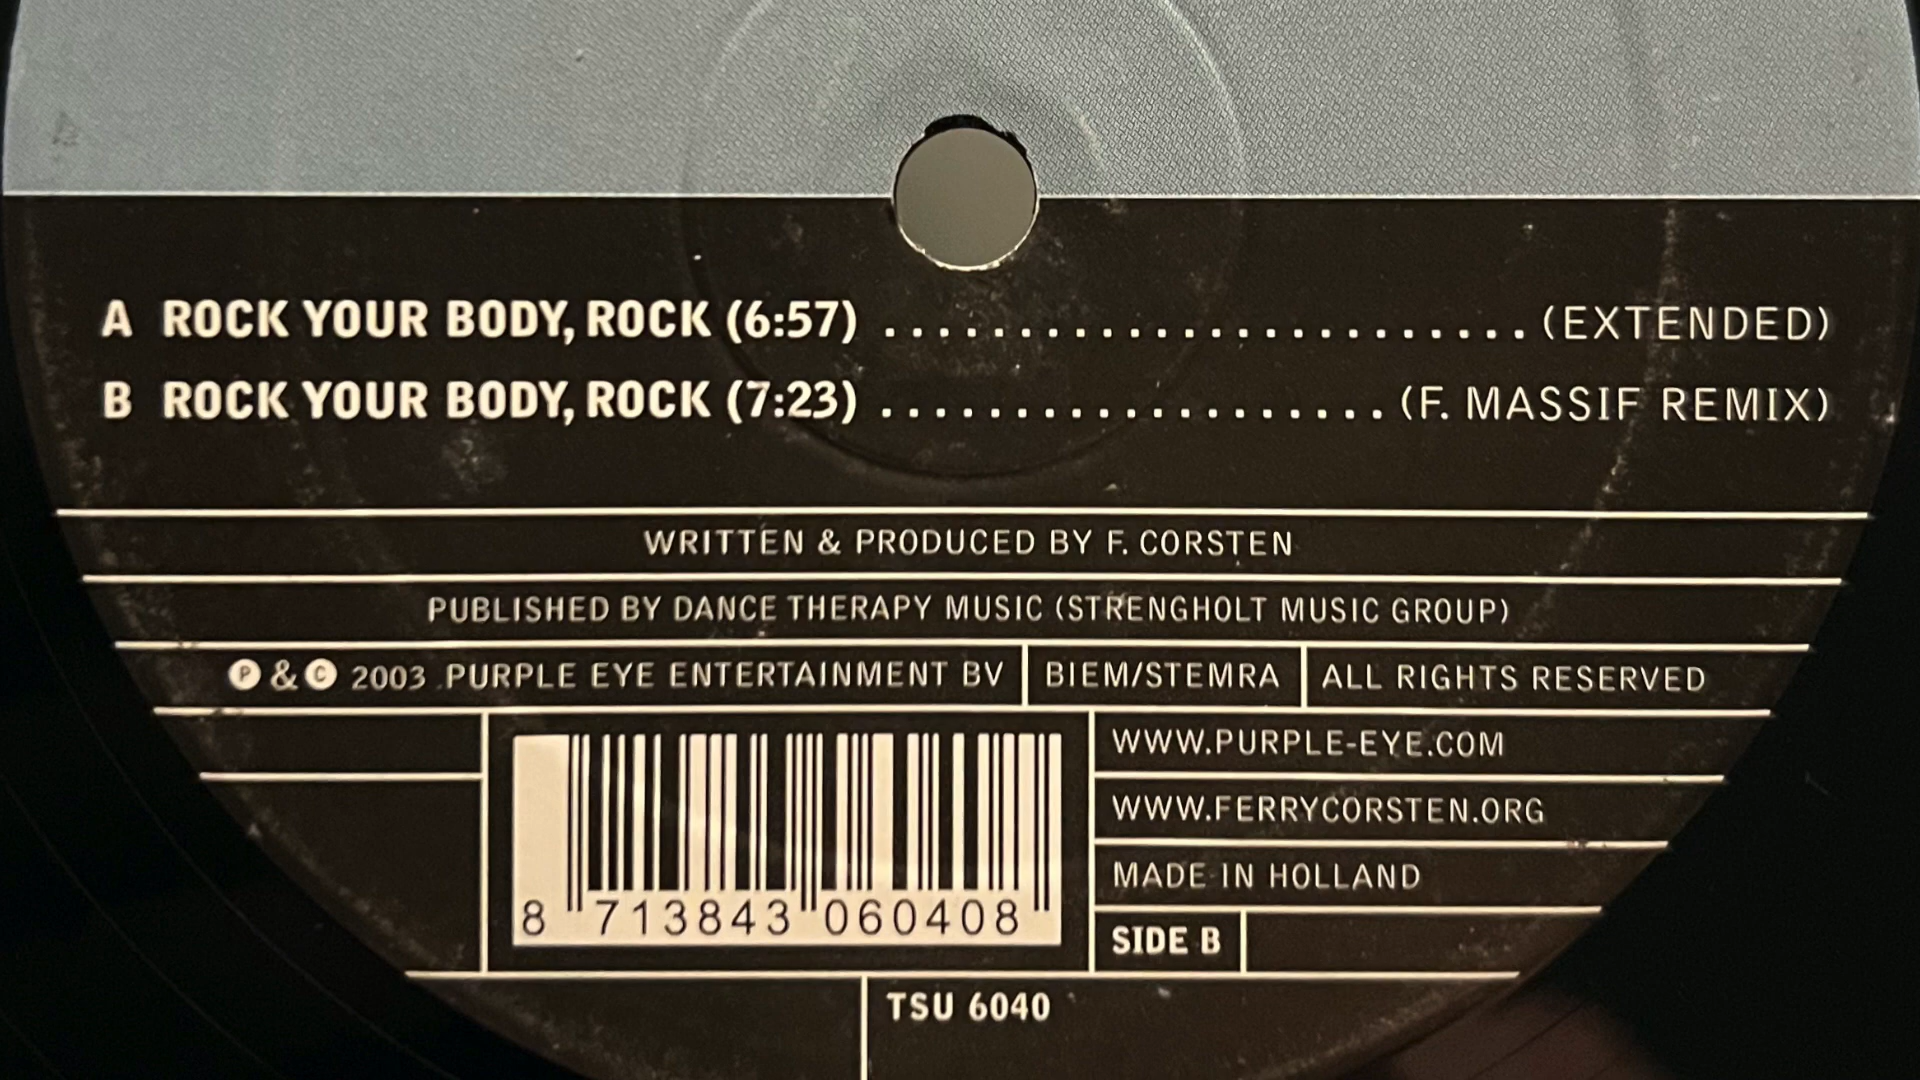 A ROCK YOUR BODY, ROCK (6:57) ........................ (EXTENDED)
B ROCK YOUR BODY, ROCK (7:23) ................... (F. MASSIF REMIX)
WRITTEN & PRODUCED BY F. CORSTEN
PUBLISHED BY DANCE THERAPY MUSIC (STRENGHOLT MUSIC GROUP)
Ⓟ & © 2003 PURPLE EYE ENTERTAINMENT BV BIEM/STEMRA ALL RIGHTS RESERVED
WWW.PURPLE-EYE.COM
WWW.FERRYCORSTEN.ORG
MADE IN HOLLAND
8 713843 060408
SIDE B
TSU 6040